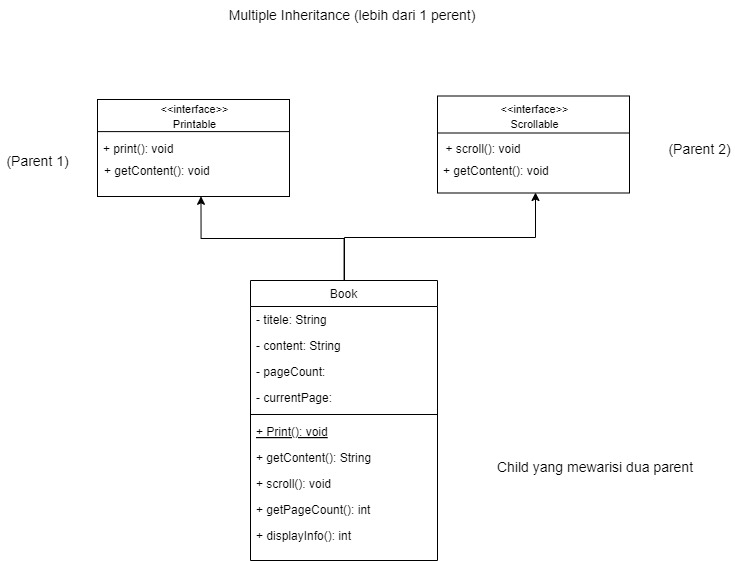 Multiple Inheritance (lebih dari 1 perent)
<<interface>>
Printable
+ print(): void
+ getContent(): void
(Parent 1)
<<interface>>
Scrollable
+ scroll(): void
+ getContent(): void
(Parent 2)
Book
- titele: String
- content: String
- pageCount:
- currentPage:
+ Print(): void
+ getContent(): String
+ scroll(): void
+ getPageCount(): int
+ displayInfo(): int
Child yang mewarisi dua parent